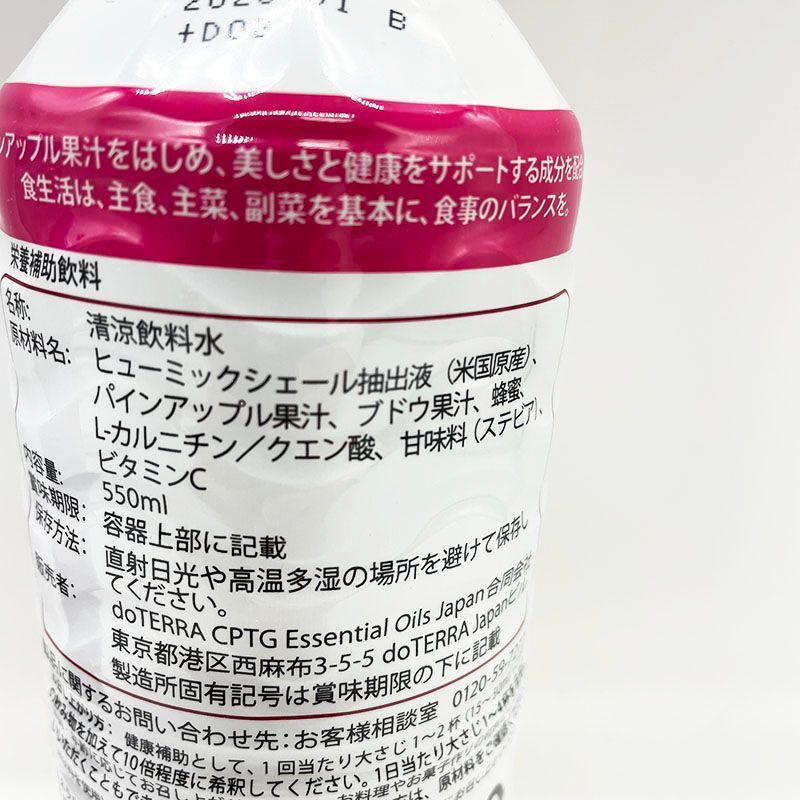 +D03
B
ンアップル果汁をはじめ、美しさと健康をサポートする成分を配合
食生活は、主食、主菜、副菜を基本に、食事のバランスを。
栄養補助飲料
名称: 清涼飲料水
原材料名: ヒューミックシェール抽出液（米国原産）、
パインアップル果汁、ブドウ果汁、蜂蜜、
L-カルニチン／クエン酸、甘味料（ステビア）、
ビタミンC
内容量: 550ml
賞味期限: 容器上部に記載
保存方法: 直射日光や高温多湿の場所を避けて保存し
てください。
販売者: doTERRA CPTG Essential Oils Japan合同会社
東京都港区西麻布3-5-5 doTERRA Japanビル
製造所固有記号は賞味期限の下に記載
に関するお問い合わせ先:お客様相談室 0120-59-
上がり方: 健康補助として、1回当たり大さじ1〜2杯
を加えて10倍程度に希釈してください。1日当たり大さじ1〜4杯